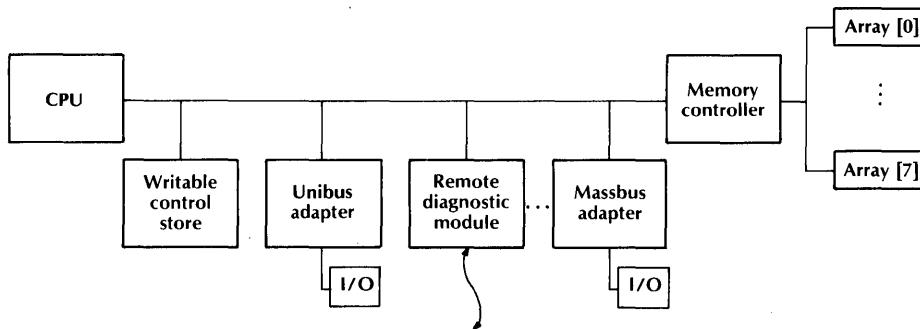 Array [0]
CPU
Memory
controller
Array [7]
Writable
control
store
Unibus
adapter
Remote
diagnostic
module
Massbus
adapter
I/O
I/O